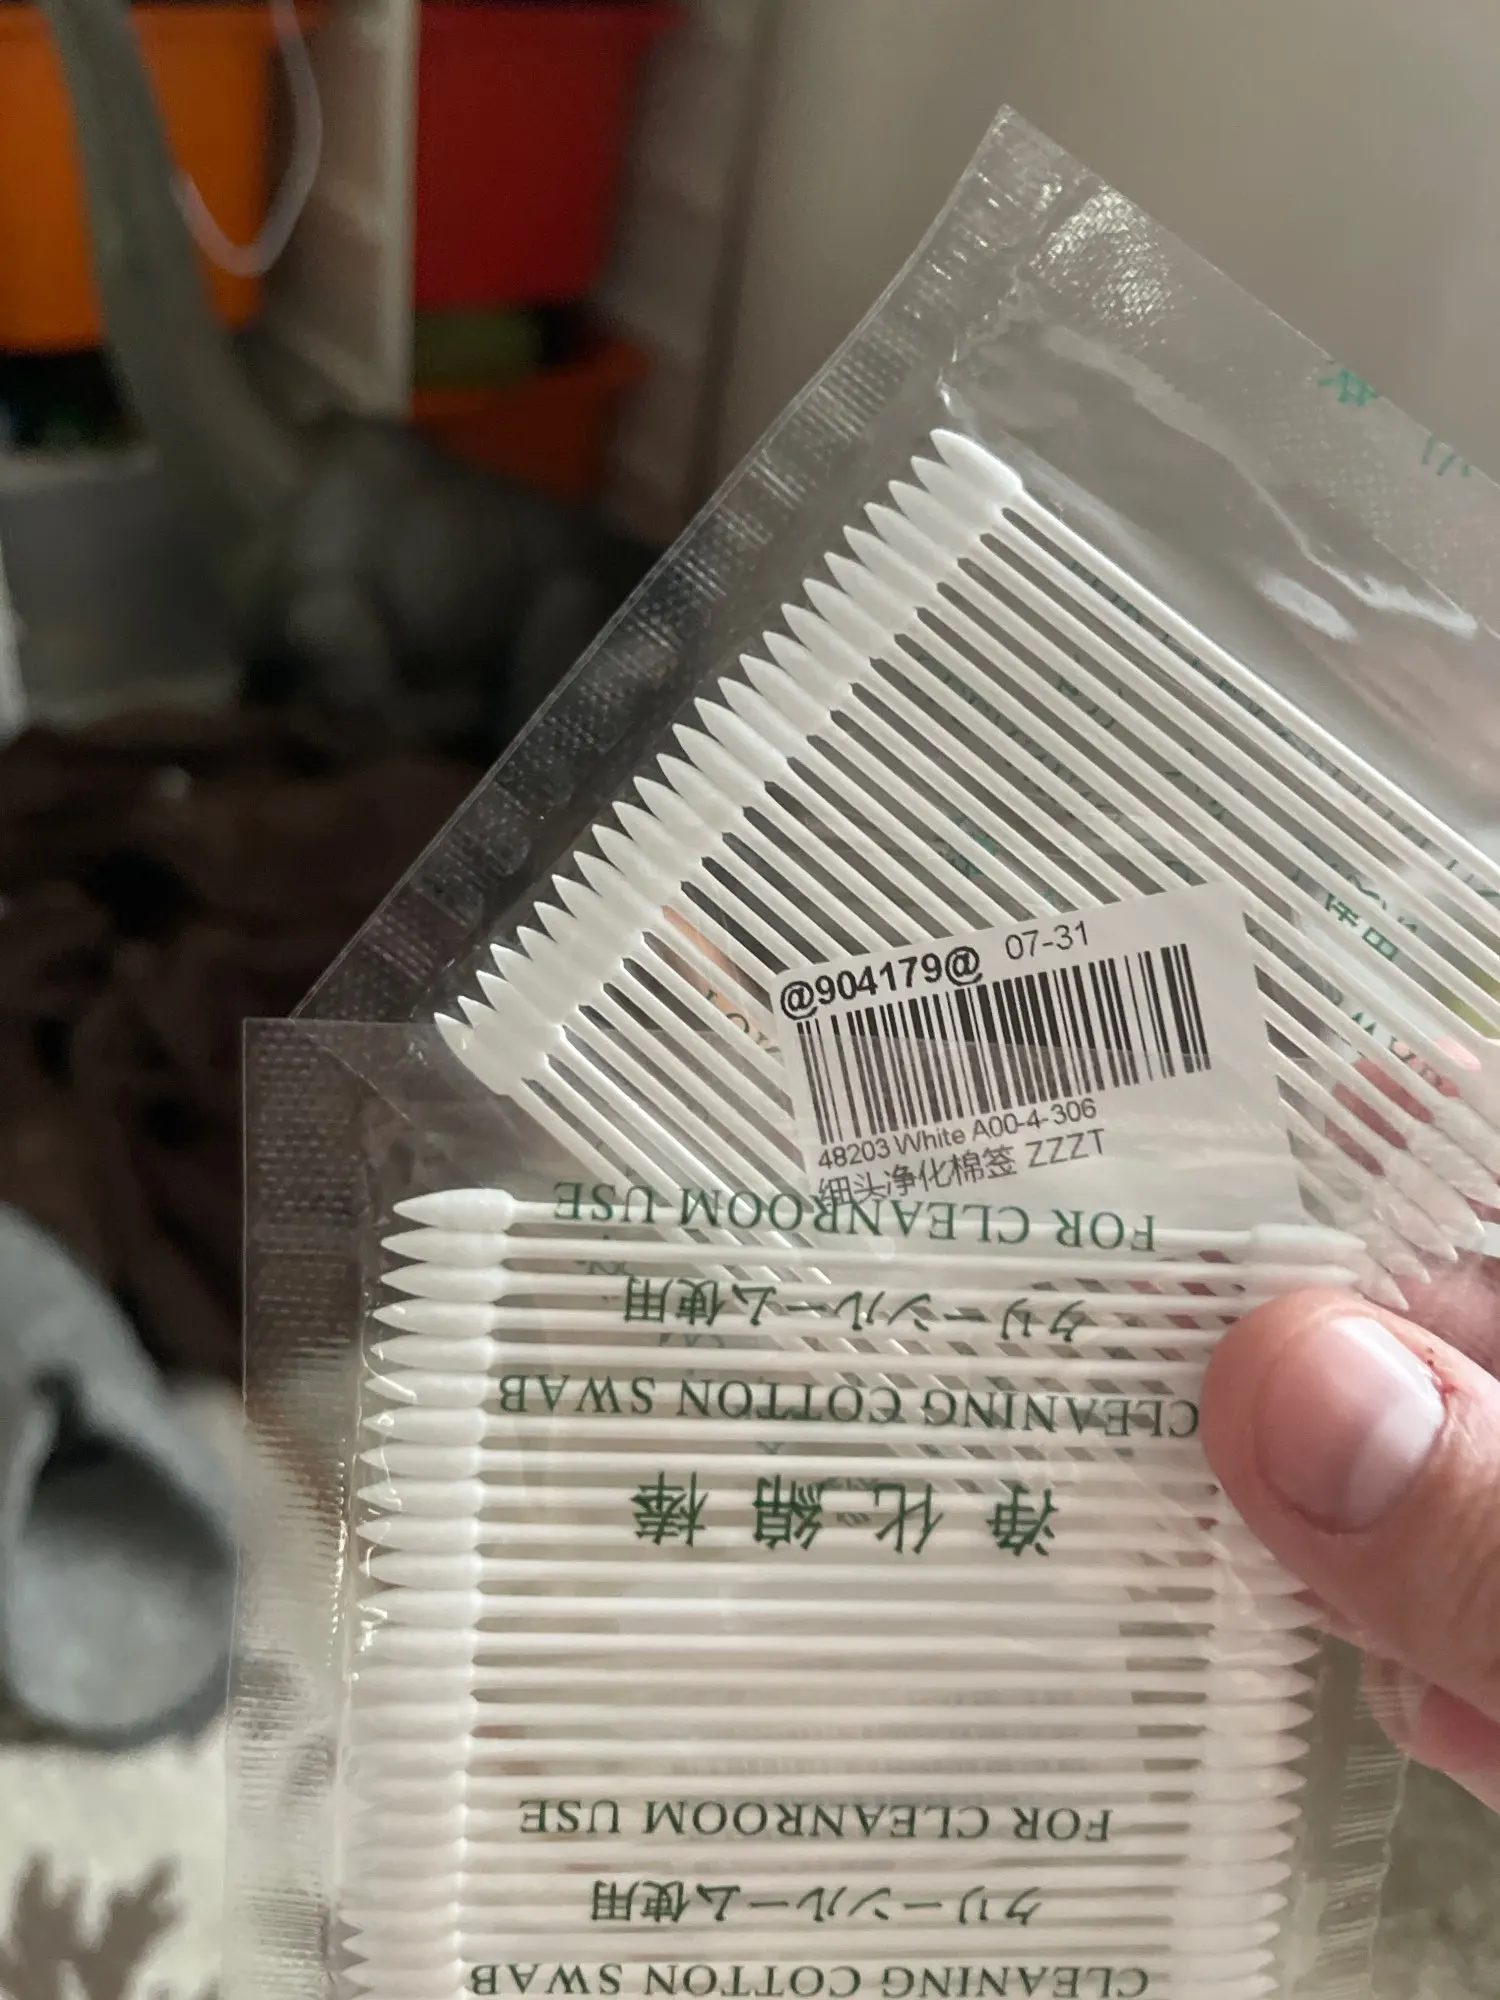 @904179@ 07-31
48203 White A00-4-306
细头净化棉签 ZZZT
FOR CLEANROOM USE
クリーンルーム使用
CLEANING COTTON SWAB
净化綿棒
FOR CLEANROOM USE
クリーンルーム使用
CLEANING COTTON SWAB